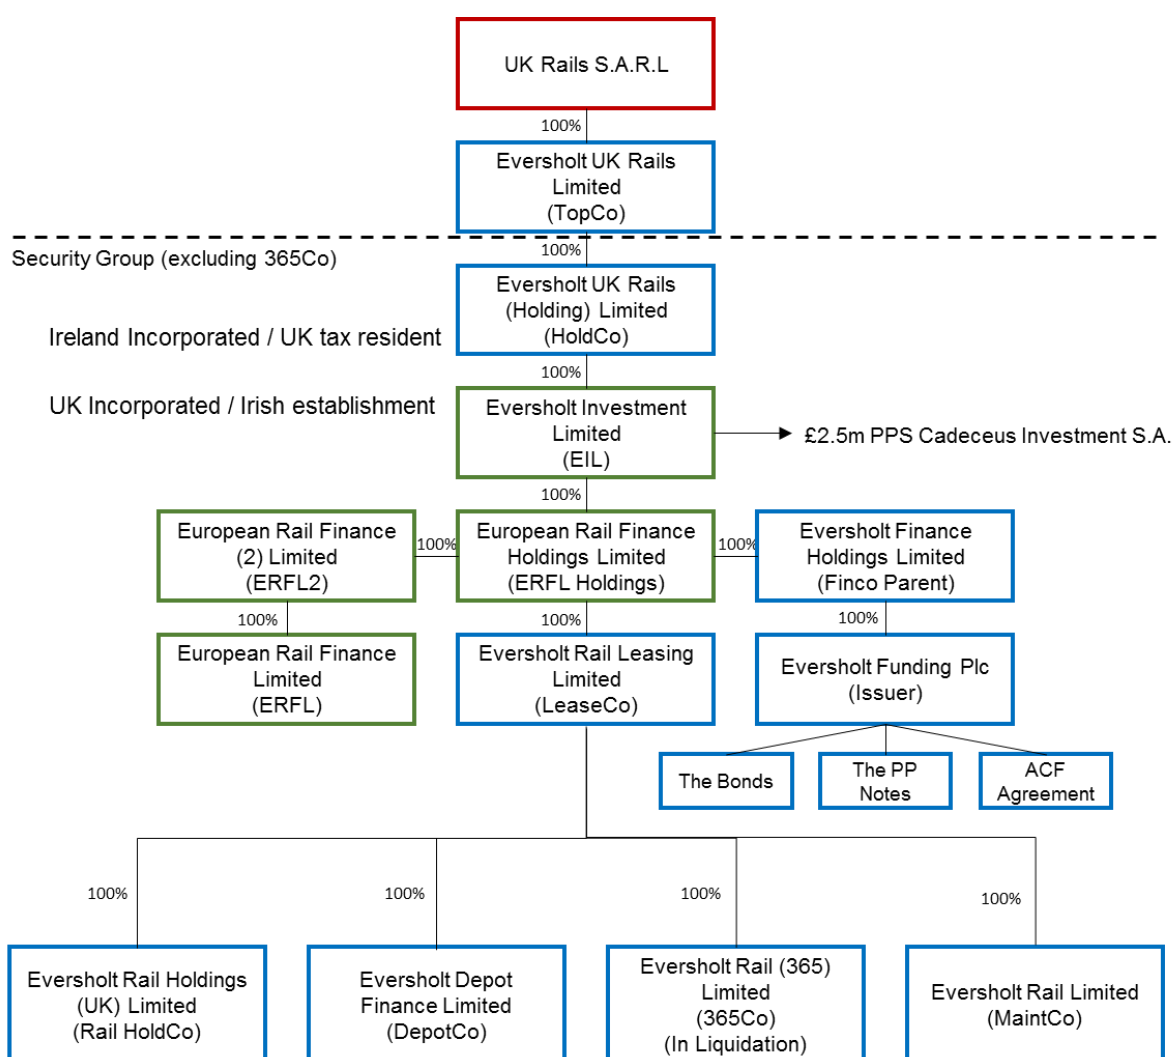 UK Rails S.A.R.L
100%
Eversholt UK Rails
Limited
(TopCo)
100%
Security Group (excluding 365Co)
Eversholt UK Rails
(Holding) Limited
(HoldCo)
Ireland Incorporated / UK tax resident
100%
UK Incorporated / Irish establishment
Eversholt Investment
Limited
(EIL)
£2.5m PPS Cadeceus Investment S.A.
100%
European Rail Finance
(2) Limited
(ERFL2)
100%
European Rail Finance
Holdings Limited
(ERFL Holdings)
100%
Eversholt Finance
Holdings Limited
(Finco Parent)
100%
100%
100%
European Rail Finance
Limited
(ERFL)
Eversholt Rail Leasing
Limited
(LeaseCo)
Eversholt Funding Plc
(Issuer)
The Bonds
The PP
Notes
ACF
Agreement
100%
100%
100%
100%
Eversholt Rail Holdings
(UK) Limited
(Rail HoldCo)
Eversholt Depot
Finance Limited
(DepotCo)
Eversholt Rail (365)
Limited
(365Co)
(In Liquidation)
Eversholt Rail Limited
(MaintCo)